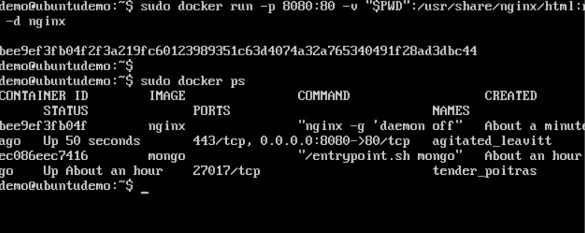 demo@ubuntudemo:~$ sudo docker run -p 8080:80 -v "$PWD":/usr/share/nginx/html:r
-d nginx
bee9ef3fb04f2f3a219fc60123989351c63d4074a32a765340491f28ad3dbc44
demo@ubuntudemo:~$
demo@ubuntudemo:~$ sudo docker ps
CONTAINER ID IMAGE COMMAND CREATED
STATUS PORTS NAMES
bee9ef3fb04f nginx "nginx -g 'daemon off" About a minute
ago Up 50 seconds 443/tcp, 0.0.0.0:8080->80/tcp agitated_leavitt
ec086eec7416 mongo "/entrypoint.sh mongo" About an hour
go Up About an hour 27017/tcp tender_poitras
demo@ubuntudemo:~$ _